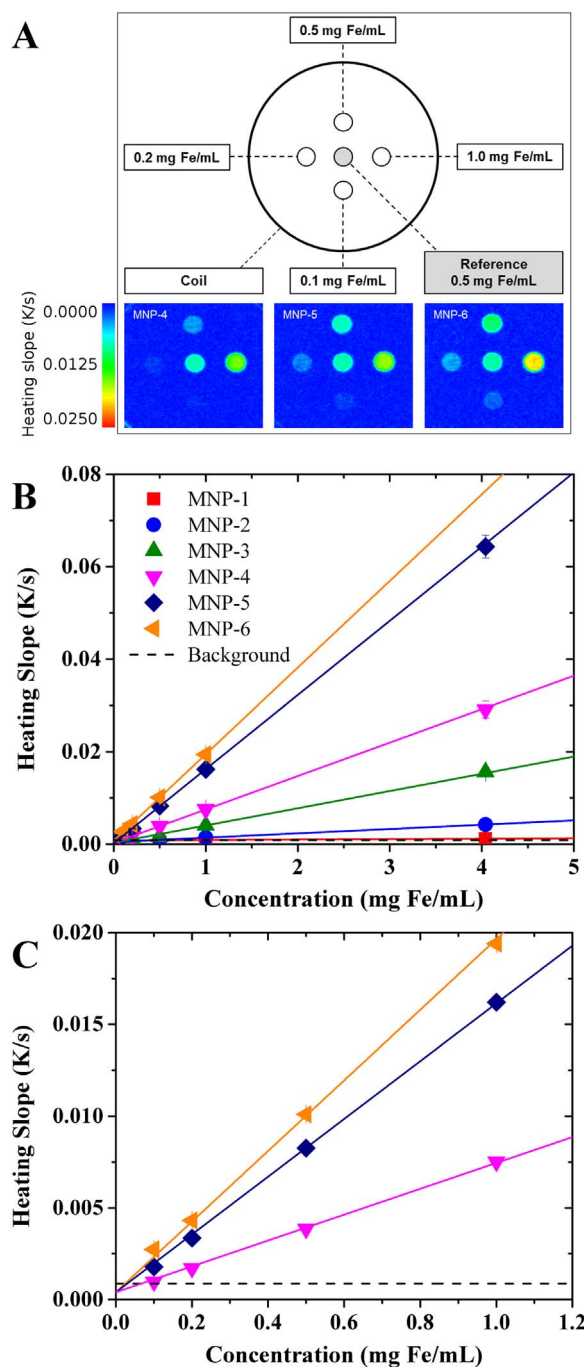 A
0.5 mg Fe/mL
0.2 mg Fe/mL
1.0 mg Fe/mL
Coil
0.1 mg Fe/mL
Reference
0.5 mg Fe/mL
Heating slope (K/s)
0.0000
0.0125
0.0250
MNP-4
MNP-5
MNP-6
B
0.08
0.06
0.04
0.02
0.00
Heating Slope (K/s)
MNP-1
MNP-2
MNP-3
MNP-4
MNP-5
MNP-6
Background
0 1 2 3 4 5
Concentration (mg Fe/mL)
C
0.020
0.015
0.010
0.005
0.000
Heating Slope (K/s)
0.0 0.2 0.4 0.6 0.8 1.0 1.2
Concentration (mg Fe/mL)